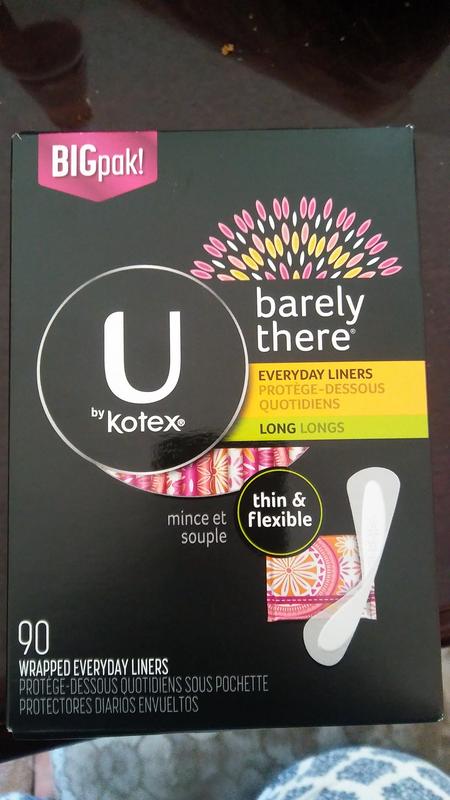 BIGpak!
barely
there®
U
by Kotex®
EVERYDAY LINERS
PROTÈGE-DESSOUS
QUOTIDIENS
LONG LONGS
thin &
flexible
mince et
souple
90
WRAPPED EVERYDAY LINERS
PROTÈGE-DESSOUS QUOTIDIENS SOUS POCHETTE
PROTECTORES DIARIOS ENVUELTOS